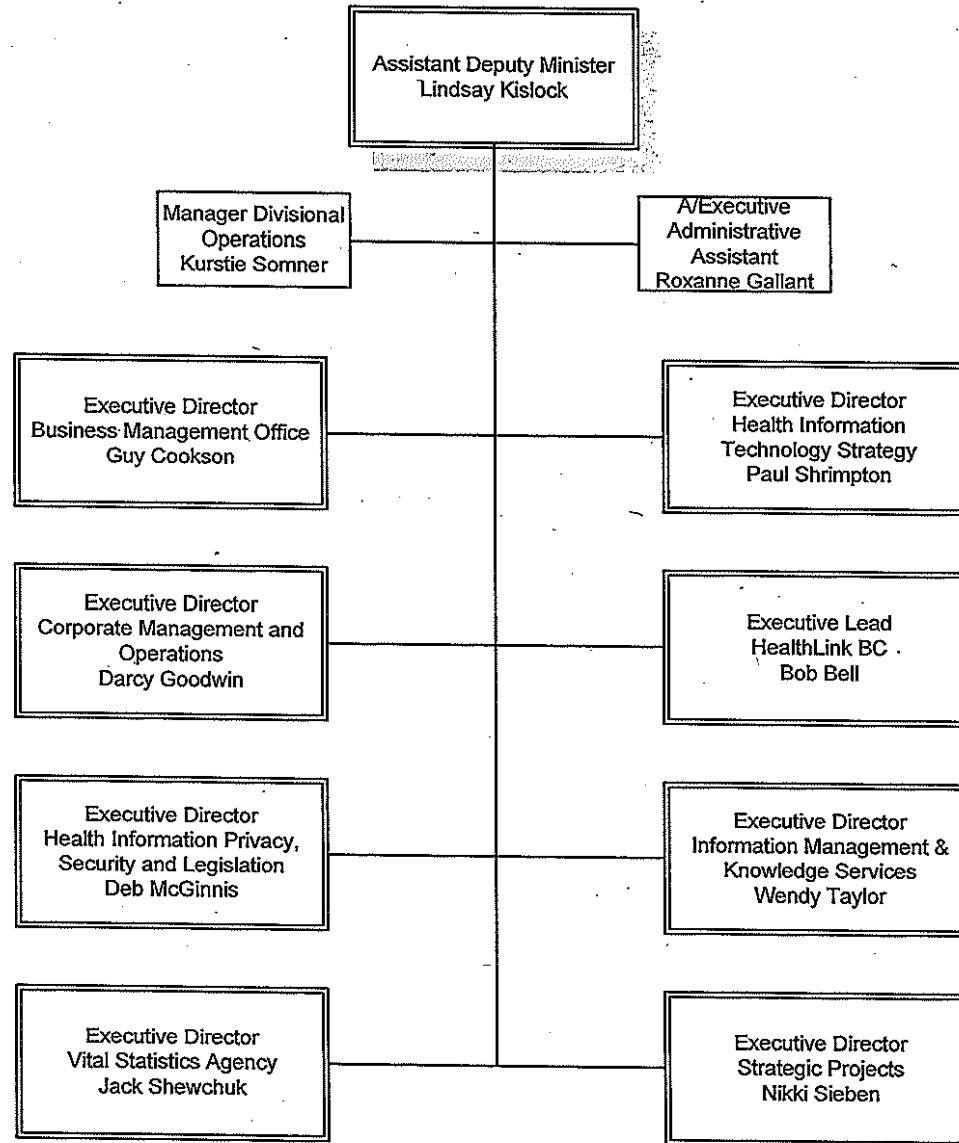 Assistant Deputy Minister
Lindsay Kislock
Manager Divisional
Operations
Kurstie Somner
A/Executive
Administrative
Assistant
Roxanne Gallant
Executive Director
Business Management Office
Guy Cookson
Executive Director
Health Information
Technology Strategy
Paul Shrimpton
Executive Director
Corporate Management and
Operations
Darcy Goodwin
Executive Lead
HealthLink BC
Bob Bell
Executive Director
Health Information Privacy,
Security and Legislation
Deb McGinnis
Executive Director
Information Management &
Knowledge Services
Wendy Taylor
Executive Director
Vital Statistics Agency
Jack Shewchuk
Executive Director
Strategic Projects
Nikki Sieben